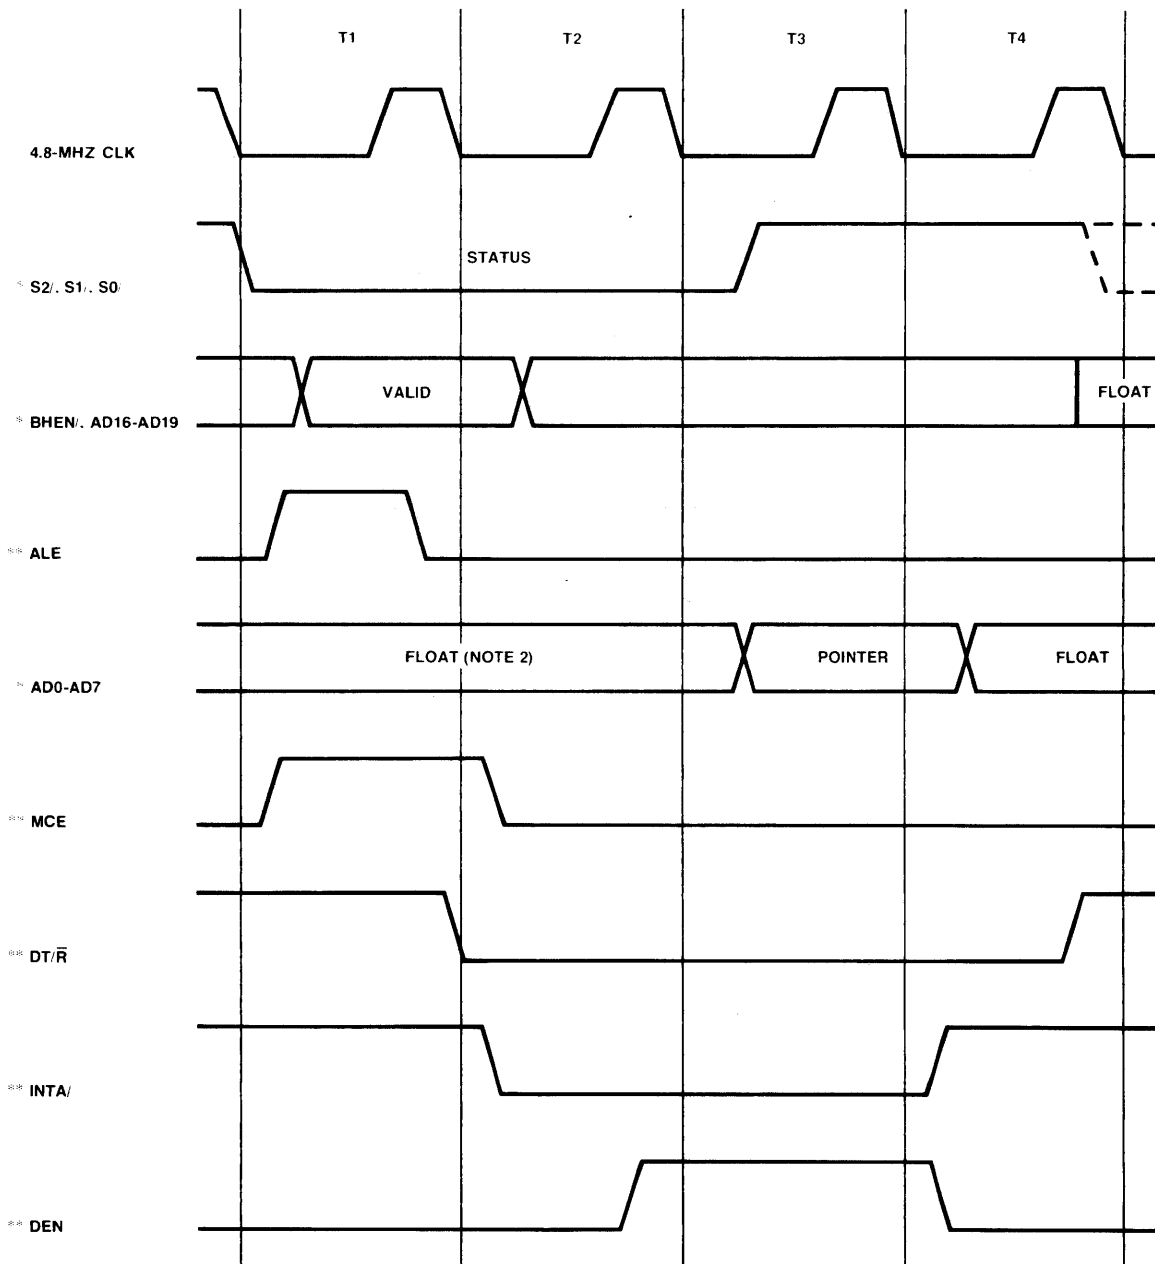 T1 T2 T3 T4
4.8-MHZ CLK
STATUS
* S2/, S1/, S0/
VALID
FLOAT
* BHEN/, AD16-AD19
** ALE
FLOAT (NOTE 2) POINTER FLOAT
* AD0-AD7
** MCE
** DT/R̅
** INTA/
** DEN